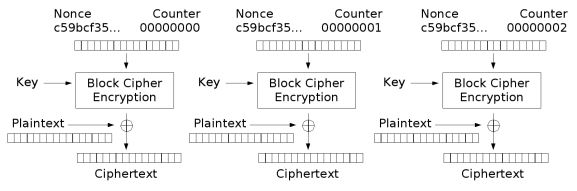 Nonce Counter
c59bcf35... 00000000
Key
Block Cipher
Encryption
Plaintext
Ciphertext
Nonce Counter
c59bcf35... 00000001
Key
Block Cipher
Encryption
Plaintext
Ciphertext
Nonce Counter
c59bcf35... 00000002
Key
Block Cipher
Encryption
Plaintext
Ciphertext